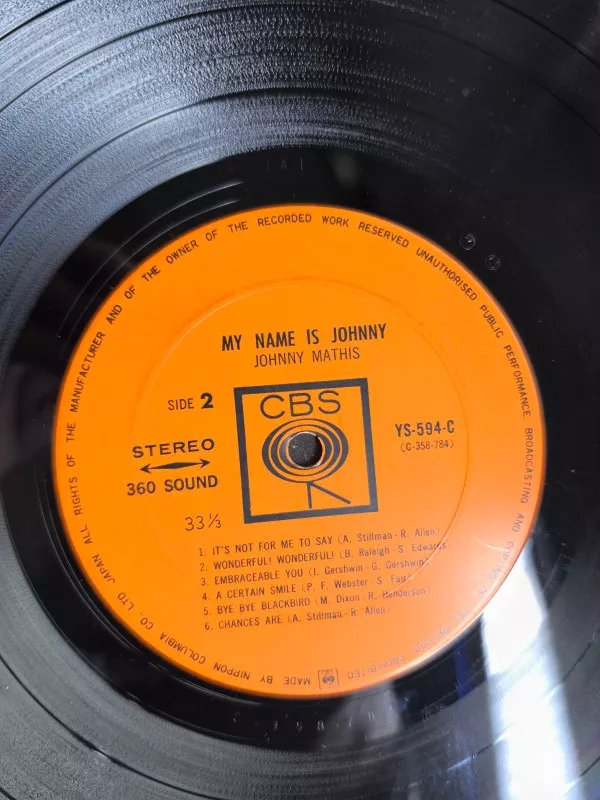 ALL RIGHTS OF THE MANUFACTURER AND OF THE OWNER OF THE RECORDED WORK RESERVED UNAUTHORISED PUBLIC PERFORMANCE, BROADCASTING AND
MY NAME IS JOHNNY
JOHNNY MATHIS
SIDE 2
CBS
STEREO
360 SOUND
YS-594-C
(C-358-784)
33⅓
1. IT'S NOT FOR ME TO SAY (A. Stillman - R. Allen)
2. WONDERFUL! WONDERFUL! (B. Raleigh - S. Edwards
3. EMBRACEABLE YOU (I. Gershwin - G. Gershwin)
4. A CERTAIN SMILE (P. F. Webster - S. Fain
5. BYE BYE BLACKBIRD (M. Dixon - R. Henderson)
6. CHANCES ARE (A. Stillman - R. Allen)
MADE BY NIPPON COLUMBIA CO., LTD JAPAN